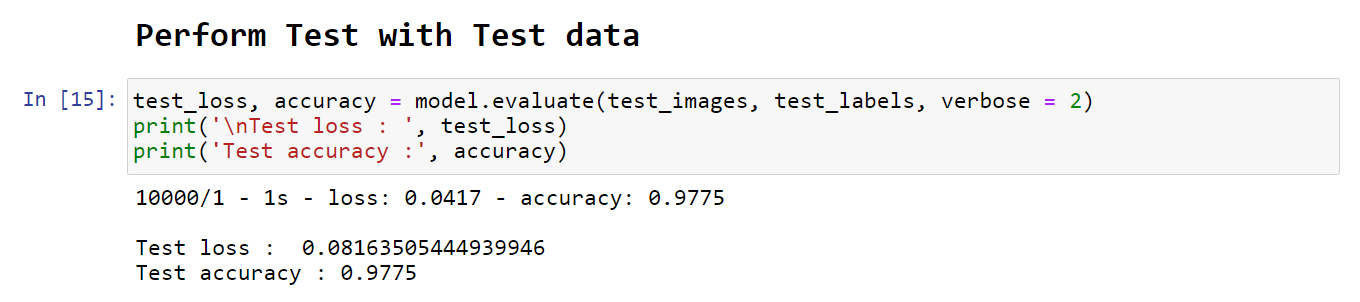 Perform Test with Test data
In [15]: test_loss, accuracy = model.evaluate(test_images, test_labels, verbose = 2)
print('\nTest loss : ', test_loss)
print('Test accuracy :', accuracy)
10000/1 - 1s - loss: 0.0417 - accuracy: 0.9775
Test loss :  0.08163505444939946
Test accuracy : 0.9775